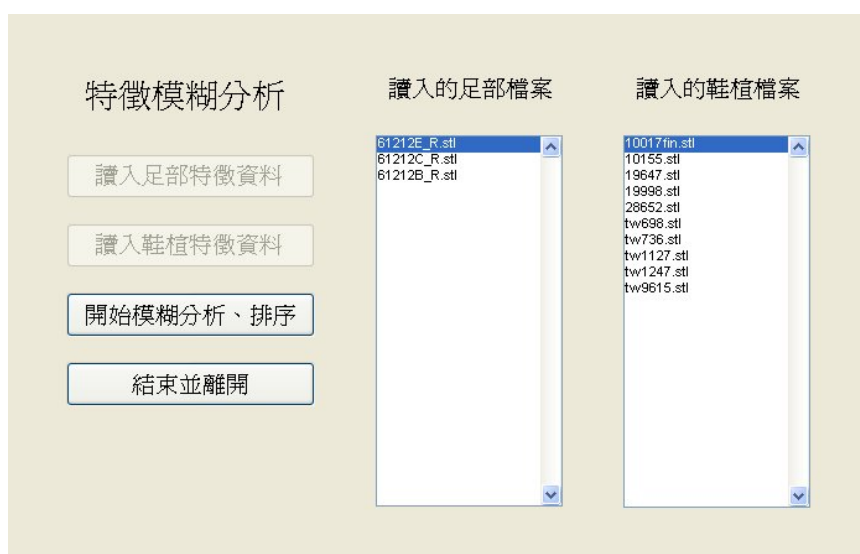 特徵模糊分析
讀入足部特徵資料
讀入鞋楦特徵資料
開始模糊分析、排序
結束並離開
讀入的足部檔案
61212E_R.stl
61212C_R.stl
61212B_R.stl
讀入的鞋楦檔案
10017fin.stl
10155.stl
19647.stl
19998.stl
28652.stl
tw698.stl
tw736.stl
tw1127.stl
tw1247.stl
tw9615.stl